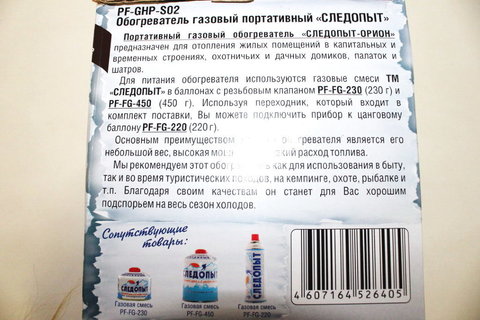 PF-GHP-S02
Обогреватель газовый портативный «СЛЕДОПЫТ»
Портативный газовый обогреватель «СЛЕДОПЫТ-ОРИОН»
предназначен для отопления жилых помещений в капитальных и
временных строениях, охотничьих и дачных домиков, палаток и
шатров.
Для питания обогревателя используются газовые смеси ТМ
«СЛЕДОПЫТ» в баллонах с резьбовым клапаном PF-FG-230 (230 г) и
PF-FG-450 (450 г). Используя переходник, который входит в
комплект поставки, Вы можете подключить прибор к цанговому
баллону PF-FG-220 (220 г).
Основным преимуществом обогревателя является его
небольшой вес, высокая расход топлива.
Мы рекомендуем этот как для использования в быту,
так и во время туристических походов, на кемпинге, охоте, рыбалке и
т.п. Благодаря своим качествам он станет для Вас хорошим
подспорьем на весь сезон холодов.
Сопутствующие
товары:
СЛЕДОПЫТ
СЛЕДОПЫТ
СЛЕДОПЫТ
Газовая смесь
PF-FG-230
Газовая смесь
PF-FG-450
Газовая смесь
PF-FG-220
4 607164 526405